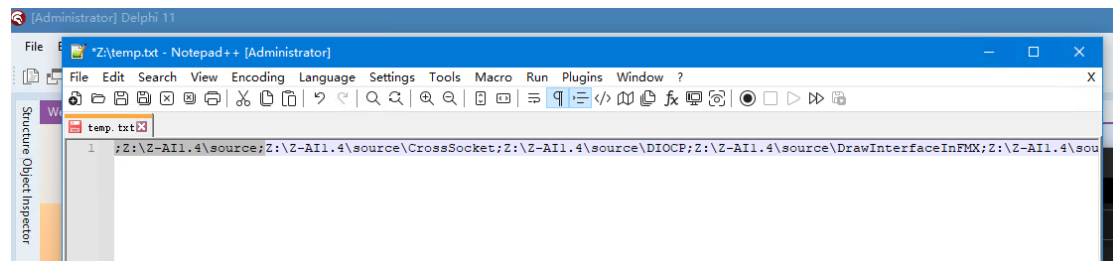 [Administrator] Delphi 11
File
*Z:\temp.txt - Notepad++ [Administrator]
File Edit Search View Encoding Language Settings Tools Macro Run Plugins Window ? X
temp.txt
1 ;Z:\Z-AI1.4\source;Z:\Z-AI1.4\source\CrossSocket;Z:\Z-AI1.4\source\DIOCP;Z:\Z-AI1.4\source\DrawInterfaceInFMX;Z:\Z-AI1.4\sou
Structure
Object Inspector